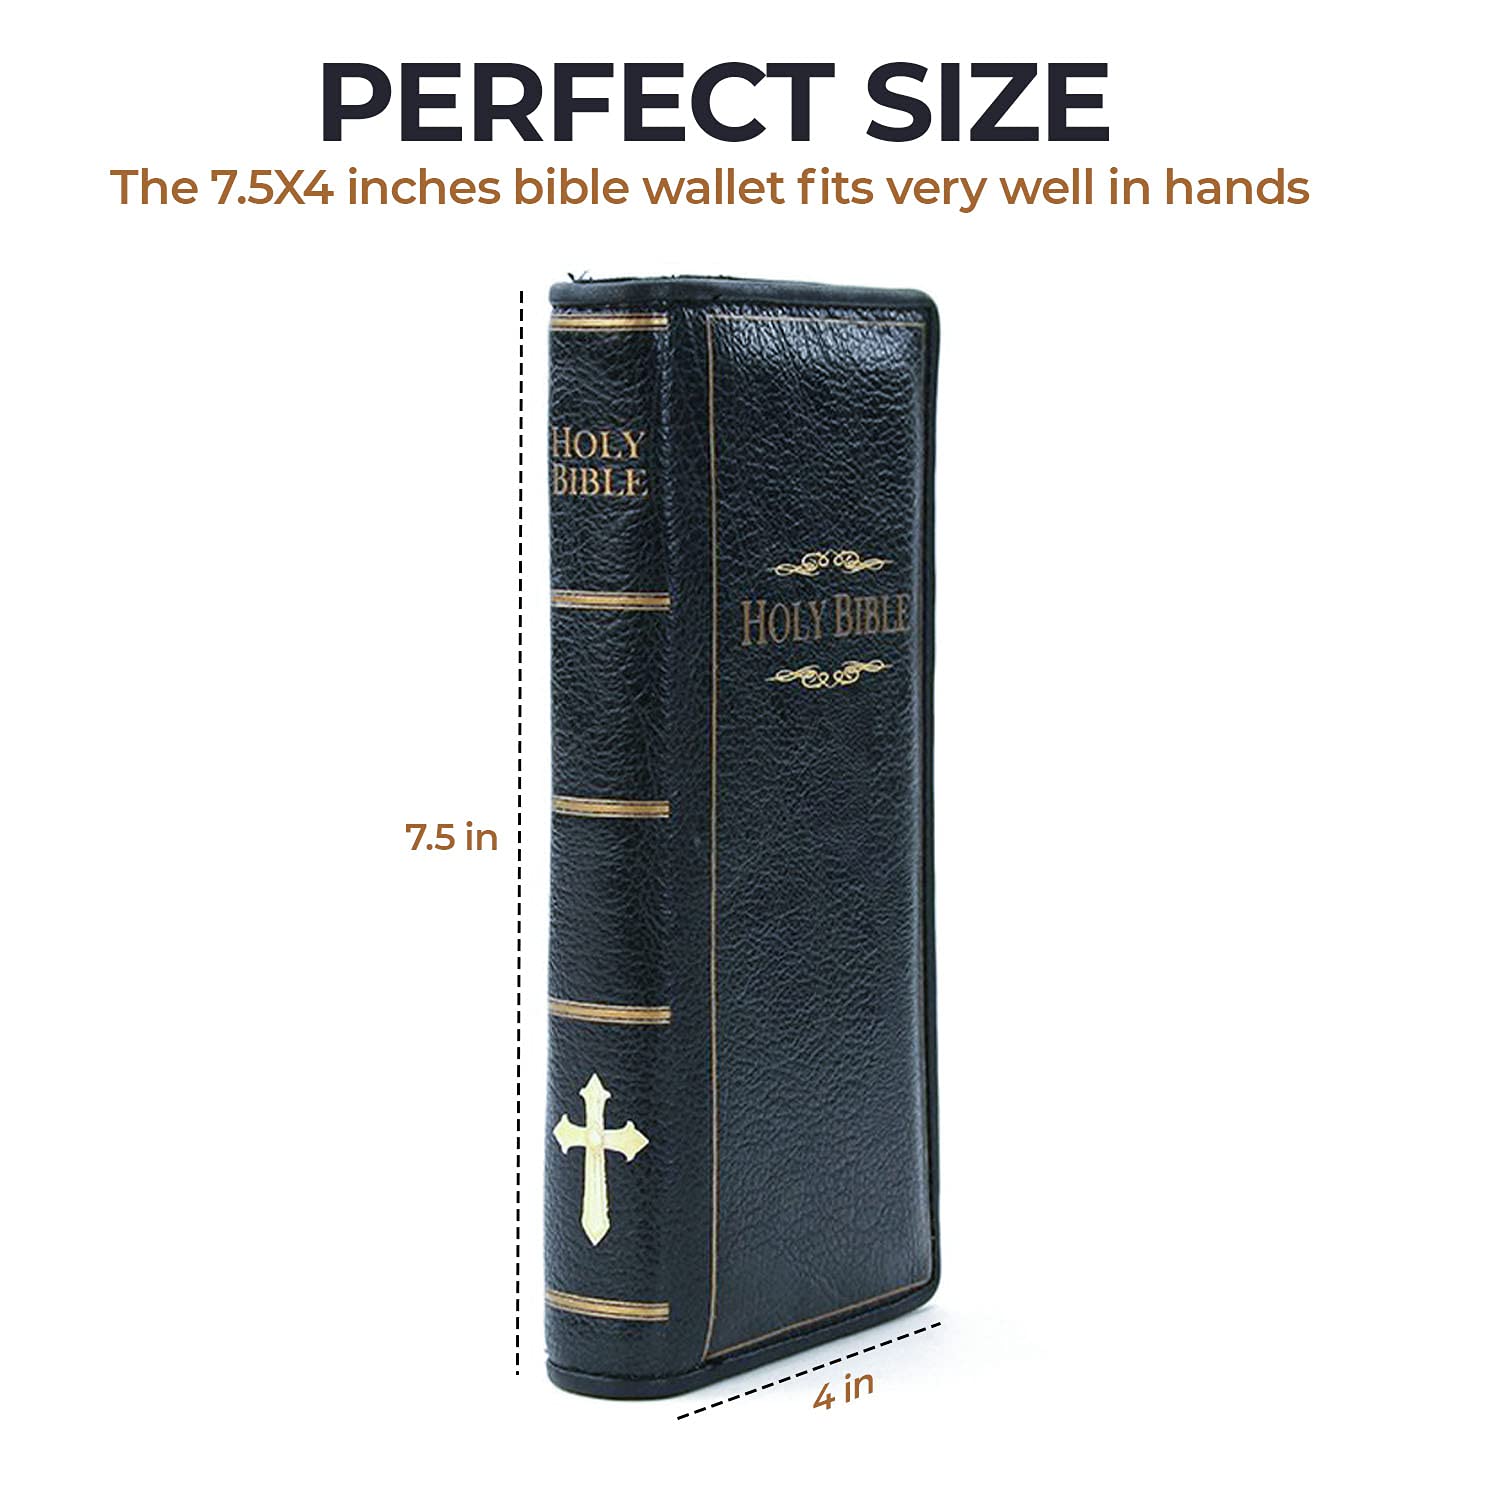 PERFECT SIZE
The 7.5X4 inches bible wallet fits very well in hands
HOLY
BIBLE
HOLY BIBLE
7.5 in
4 in